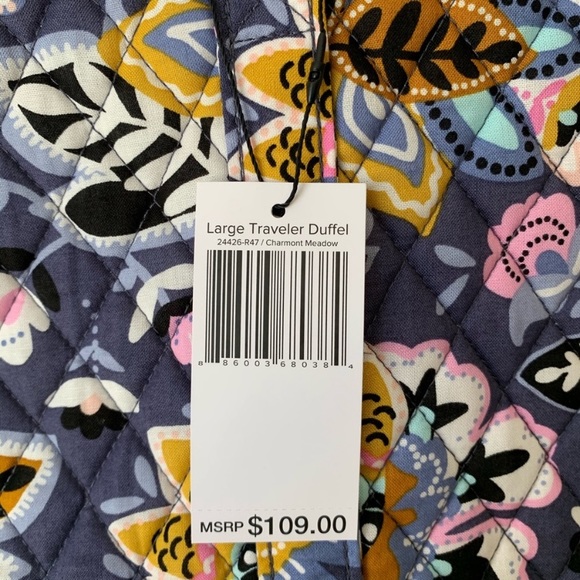 Large Traveler Duffel
24426-R47 / Charmont Meadow
8 86003 68038 4
MSRP $109.00